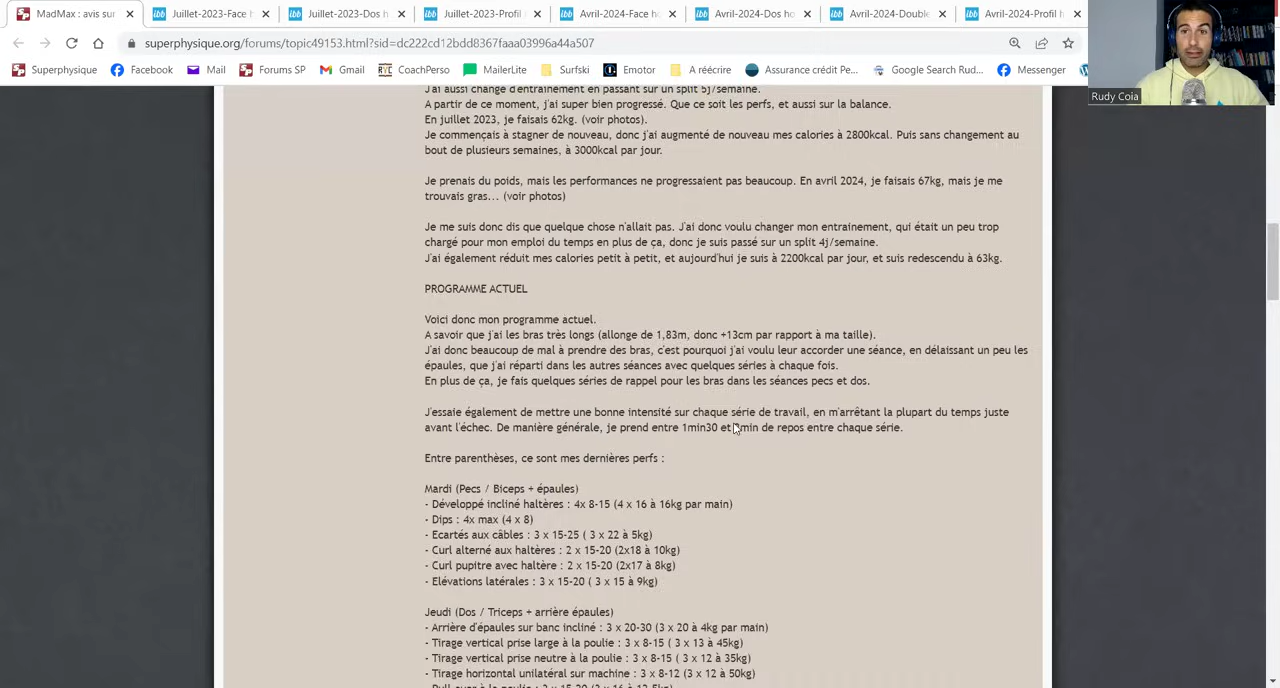 MadMax : avis sur
Juillet-2023-Face h
Juillet-2023-Dos h
Juillet-2023-Profil
Avril-2024-Face ho
Avril-2024-Dos ho
Avril-2024-Double
Avril-2024-Profil h
superphysique.org/forums/topic49153.html?sid=dc222cd12bdd8367faaa03996a44a507
Superphysique Facebook Mail Forums SP Gmail CoachPerso MailerLite Surfski Emotor A réécrire Assurance crédit Pe... Google Search Rud... Messenger
Rudy Coia
J'ai aussi changé d'entrainement en passant sur un split 5j/semaine.
A partir de ce moment, j'ai super bien progressé. Que ce soit les perfs, et aussi sur la balance.
En juillet 2023, je faisais 62kg. (voir photos).
Je commençais à stagner de nouveau, donc j'ai augmenté de nouveau mes calories à 2800kcal. Puis sans changement au
bout de plusieurs semaines, à 3000kcal par jour.
Je prenais du poids, mais les performances ne progressaient pas beaucoup. En avril 2024, je faisais 67kg, mais je me
trouvais gras... (voir photos)
Je me suis donc dis que quelque chose n'allait pas. J'ai donc voulu changer mon entrainement, qui était un peu trop
chargé pour mon emploi du temps en plus de ça, donc je suis passé sur un split 4j/semaine.
J'ai également réduit mes calories petit à petit, et aujourd'hui je suis à 2200kcal par jour, et suis redescendu à 63kg.
PROGRAMME ACTUEL
Voici donc mon programme actuel.
A savoir que j'ai les bras très longs (allonge de 1,83m, donc +13cm par rapport à ma taille).
J'ai donc beaucoup de mal à prendre des bras, c'est pourquoi j'ai voulu leur accorder une séance, en délaissant un peu les
épaules, que j'ai réparti dans les autres séances avec quelques séries à chaque fois.
En plus de ça, je fais quelques séries de rappel pour les bras dans les séances pecs et dos.
J'essaie également de mettre une bonne intensité sur chaque série de travail, en m'arrêtant la plupart du temps juste
avant l'échec. De manière générale, je prend entre 1min30 et min de repos entre chaque série.
Entre parenthèses, ce sont mes dernières perfs :
Mardi (Pecs / Biceps + épaules)
- Développé incliné haltères : 4x 8-15 (4 x 16 à 16kg par main)
- Dips : 4x max (4 x 8)
- Ecartés aux câbles : 3 x 15-25 ( 3 x 22 à 5kg)
- Curl alterné aux haltères : 2 x 15-20 (2x18 à 10kg)
- Curl pupitre avec haltère : 2 x 15-20 (2x17 à 8kg)
- Elévations latérales : 3 x 15-20 ( 3 x 15 à 9kg)
Jeudi (Dos / Triceps + arrière épaules)
- Arrière d'épaules sur banc incliné : 3 x 20-30 (3 x 20 à 4kg par main)
- Tirage vertical prise large à la poulie : 3 x 8-15 ( 3 x 13 à 45kg)
- Tirage vertical prise neutre à la poulie : 3 x 8-15 ( 3 x 12 à 35kg)
- Tirage horizontal unilatéral sur machine : 3 x 8-12 (3 x 12 à 50kg)
- Pull over à la poulie : 3 x 15-20 (3 x 16 à 12,5kg)